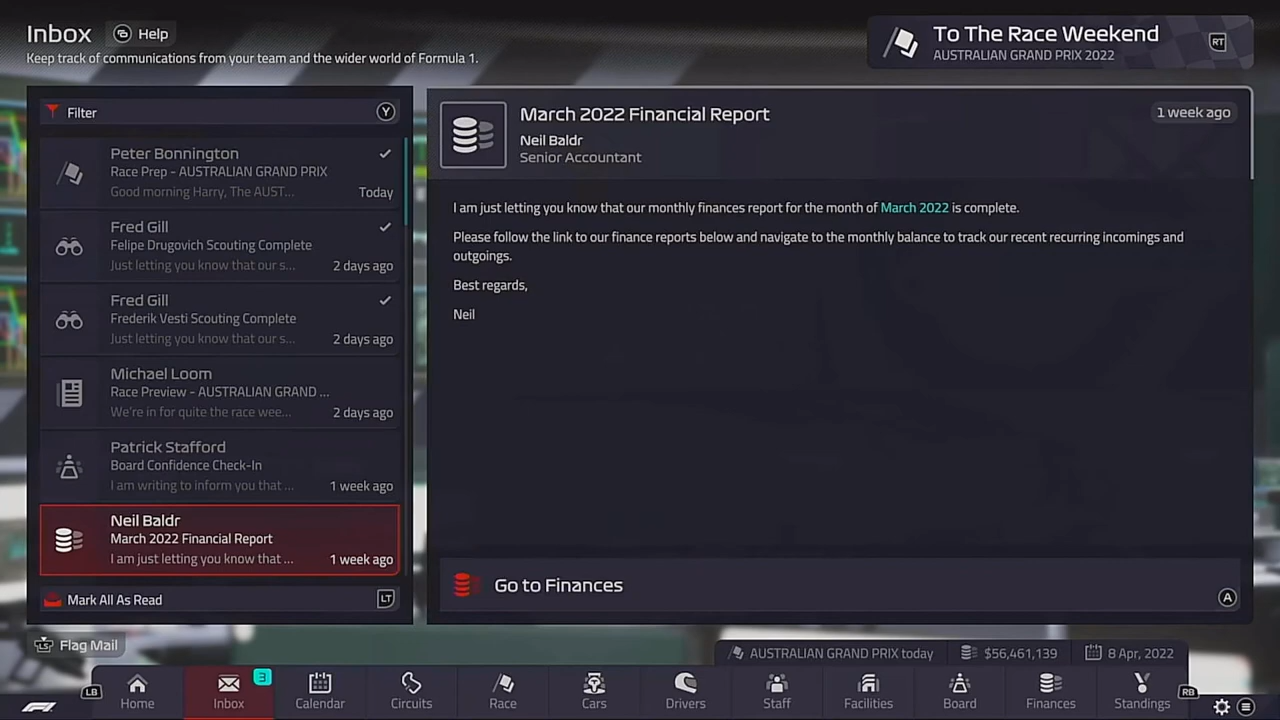 Inbox
Help
Keep track of communications from your team and the wider world of Formula 1.
To The Race Weekend
AUSTRALIAN GRAND PRIX 2022
RT
Filter
Y
Peter Bonnington
Race Prep - AUSTRALIAN GRAND PRIX
Good morning Harry, The AUST...
Today
Fred Gill
Felipe Drugovich Scouting Complete
Just letting you know that our s...
2 days ago
Fred Gill
Frederik Vesti Scouting Complete
Just letting you know that our s...
2 days ago
Michael Loom
Race Preview - AUSTRALIAN GRAND ...
We're in for quite the race wee...
2 days ago
Patrick Stafford
Board Confidence Check-In
I am writing to inform you that ...
1 week ago
Neil Baldr
March 2022 Financial Report
I am just letting you know that ...
1 week ago
Mark All As Read
LT
March 2022 Financial Report
1 week ago
Neil Baldr
Senior Accountant
I am just letting you know that our monthly finances report for the month of March 2022 is complete.
Please follow the link to our finance reports below and navigate to the monthly balance to track our recent recurring incomings and
outgoings.
Best regards,
Neil
Go to Finances
A
LS
Flag Mail
AUSTRALIAN GRAND PRIX today
$56,461,139
8 Apr, 2022
LB
Home
Inbox
3
Calendar
Circuits
Race
Cars
Drivers
Staff
Facilities
Board
Finances
Standings
RB